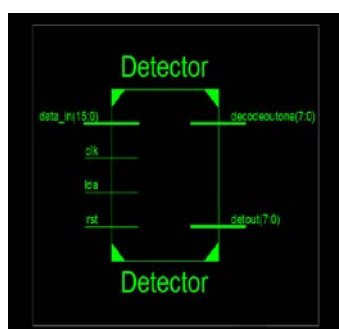 Detector
data_in(15:0)
decodeoutone(7:0)
clk
lda
rst
detout(7:0)
Detector